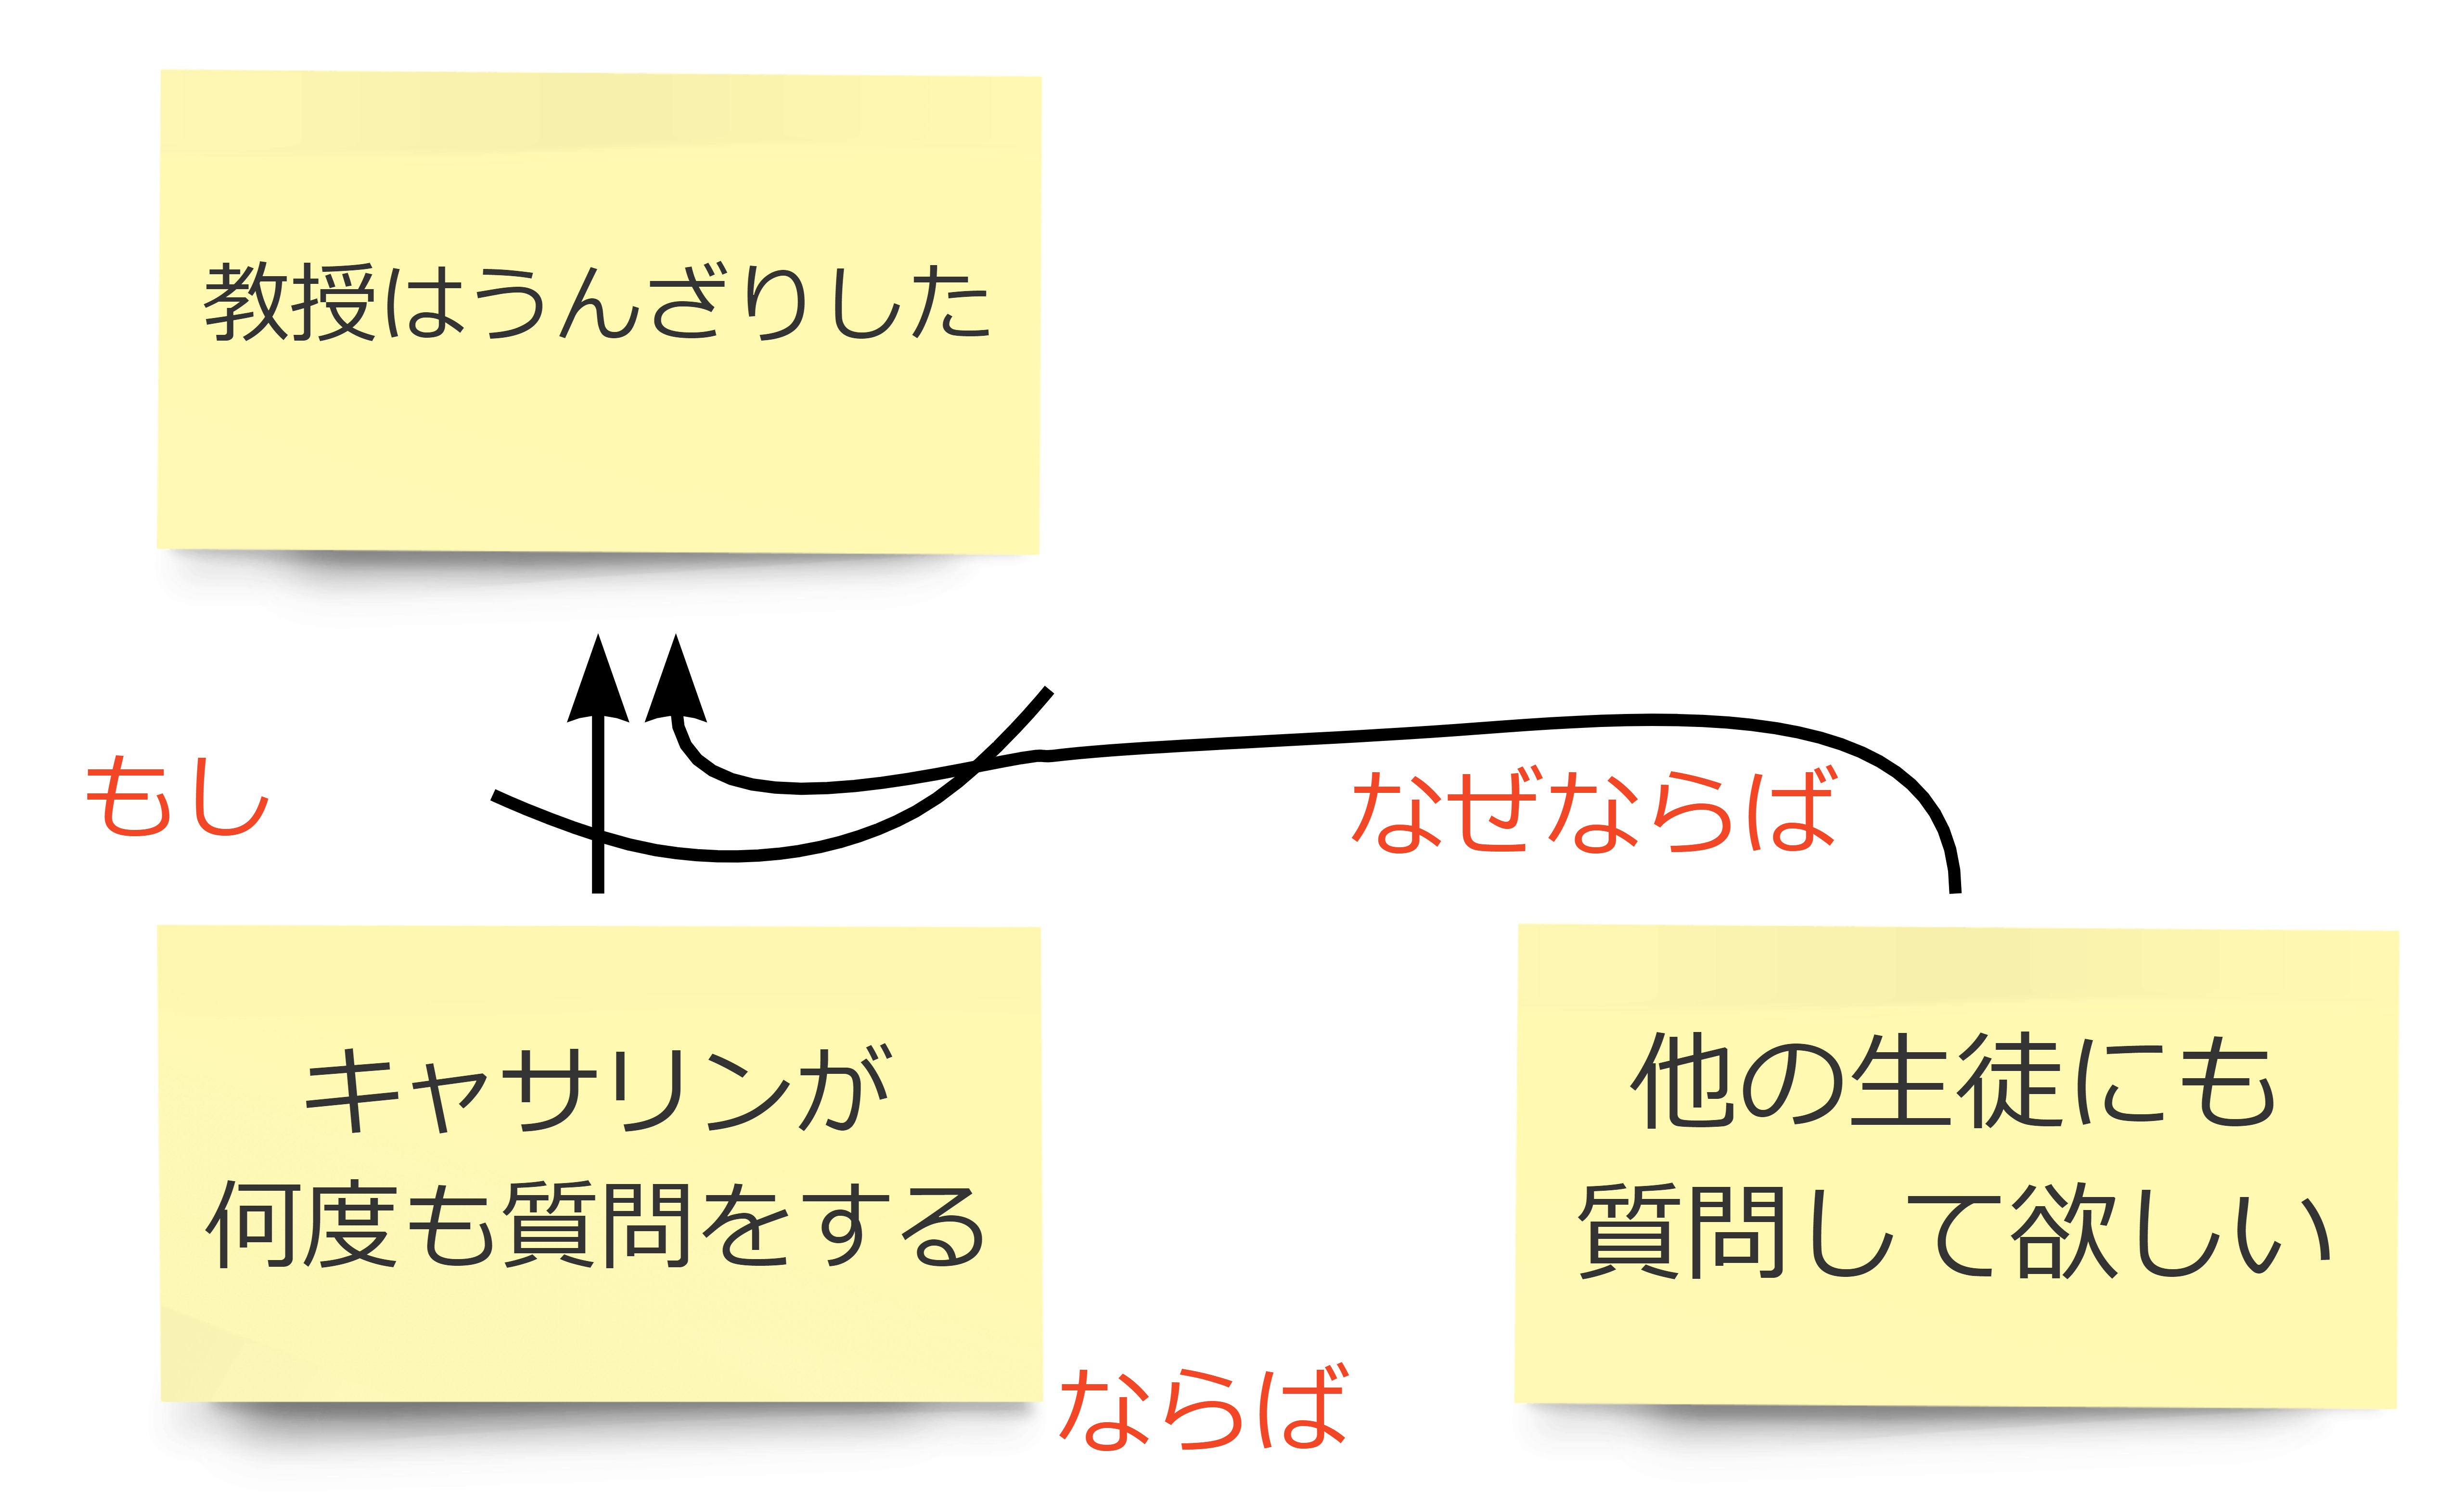 教授はうんざりした
もし
なぜならば
キャサリンが
何度も質問をする
ならば
他の生徒にも
質問して欲しい